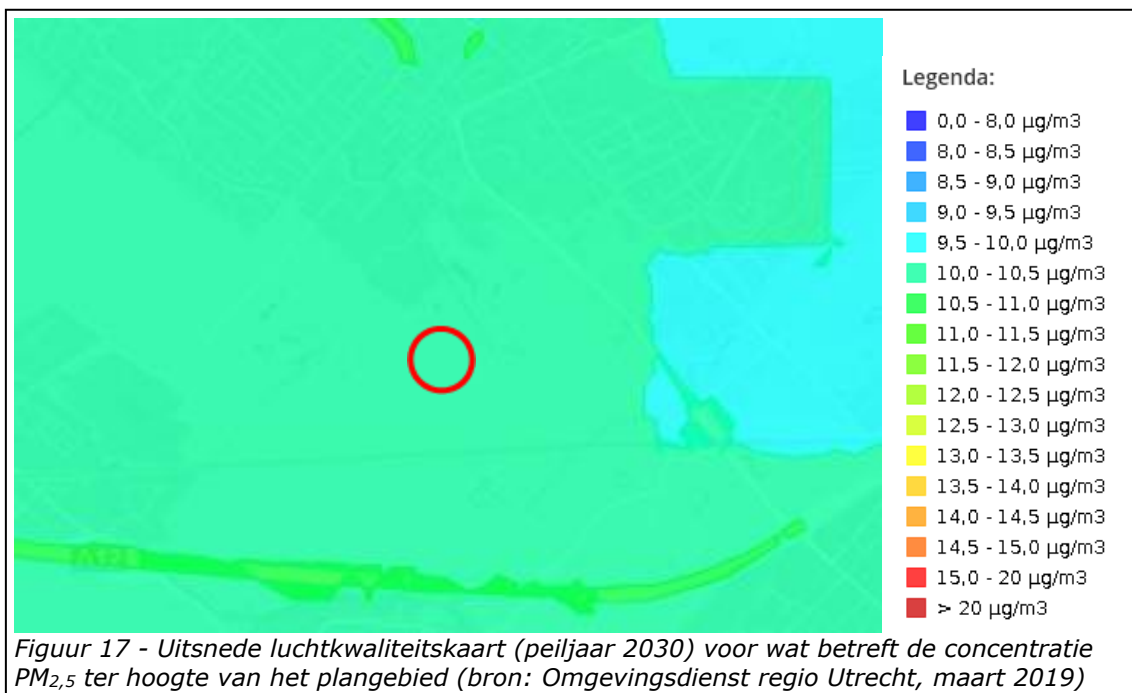 Legenda:
0,0 - 8,0 µg/m3
8,0 - 8,5 µg/m3
8,5 - 9,0 µg/m3
9,0 - 9,5 µg/m3
9,5 - 10,0 µg/m3
10,0 - 10,5 µg/m3
10,5 - 11,0 µg/m3
11,0 - 11,5 µg/m3
11,5 - 12,0 µg/m3
12,0 - 12,5 µg/m3
12,5 - 13,0 µg/m3
13,0 - 13,5 µg/m3
13,5 - 14,0 µg/m3
14,0 - 14,5 µg/m3
14,5 - 15,0 µg/m3
15,0 - 20 µg/m3
> 20 µg/m3
Figuur 17 - Uitsnede luchtkwaliteitskaart (peiljaar 2030) voor wat betreft de concentratie
PM2,5 ter hoogte van het plangebied (bron: Omgevingsdienst regio Utrecht, maart 2019)